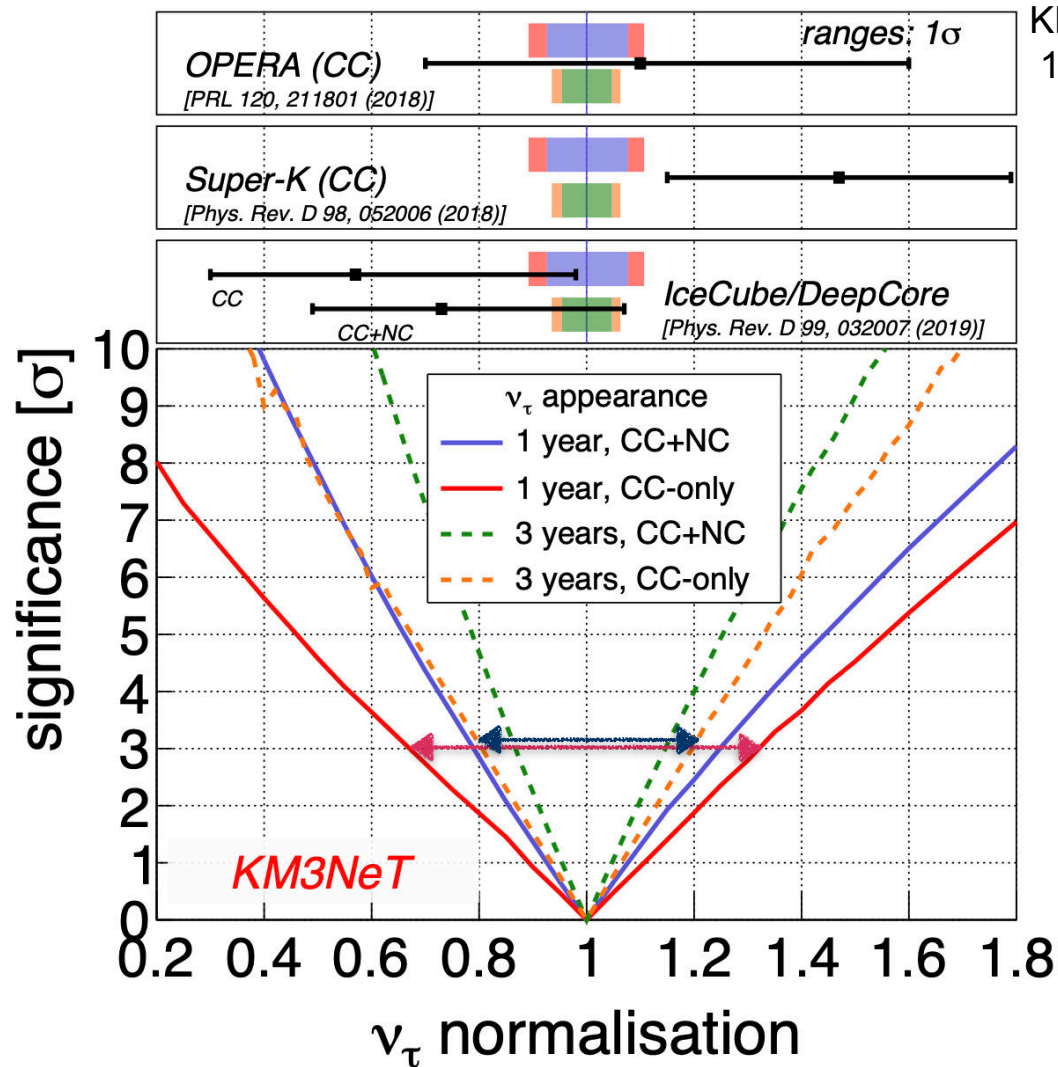 ranges: 1σ
OPERA (CC)
[PRL 120, 211801 (2018)]
Super-K (CC)
[Phys. Rev. D 98, 052006 (2018)]
CC
CC+NC
IceCube/DeepCore
[Phys. Rev. D 99, 032007 (2019)]
ντ appearance
1 year, CC+NC
1 year, CC-only
3 years, CC+NC
3 years, CC-only
KM3NeT
significance [σ]
10
9
8
7
6
5
4
3
2
1
0
0.2 0.4 0.6 0.8 1 1.2 1.4 1.6 1.8
ντ normalisation
1